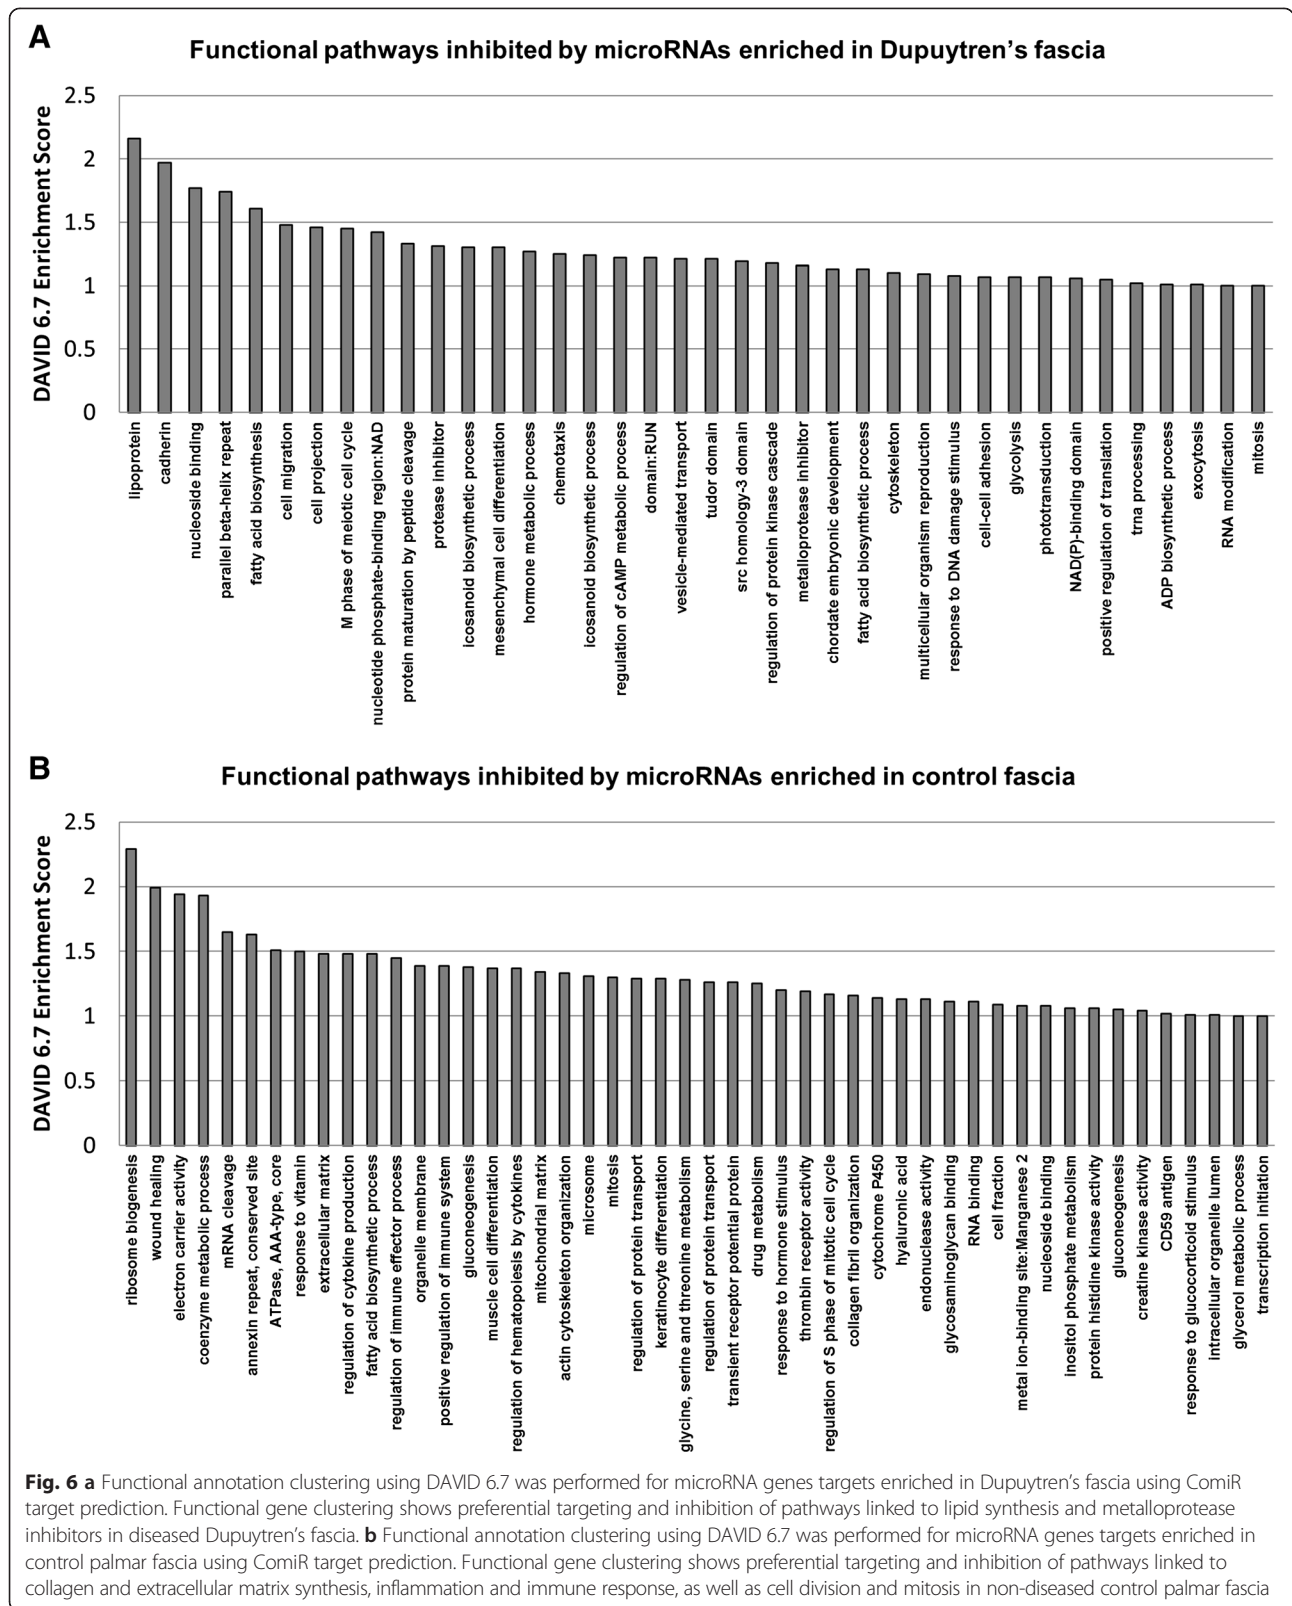 A
Functional pathways inhibited by microRNAs enriched in Dupuytren's fascia
DAVID 6.7 Enrichment Score
2.5
2
1.5
1
0.5
0
lipoprotein
cadherin
nucleoside binding
parallel beta-helix repeat
fatty acid biosynthesis
cell migration
cell projection
M phase of meiotic cell cycle
nucleotide phosphate-binding region:NAD
protein maturation by peptide cleavage
protease inhibitor
icosanoid biosynthetic process
mesenchymal cell differentiation
hormone metabolic process
chemotaxis
icosanoid biosynthetic process
regulation of cAMP metabolic process
domain:RUN
vesicle-mediated transport
tudor domain
src homology-3 domain
regulation of protein kinase cascade
metalloprotease inhibitor
chordate embryonic development
fatty acid biosynthetic process
cytoskeleton
multicellular organism reproduction
response to DNA damage stimulus
cell-cell adhesion
glycolysis
phototransduction
NAD(P)-binding domain
positive regulation of translation
trna processing
ADP biosynthetic process
exocytosis
RNA modification
mitosis
B
Functional pathways inhibited by microRNAs enriched in control fascia
DAVID 6.7 Enrichment Score
2.5
2
1.5
1
0.5
0
ribosome biogenesis
wound healing
electron carrier activity
coenzyme metabolic process
mRNA cleavage
annexin repeat, conserved site
ATPase, AAA-type, core
response to vitamin
extracellular matrix
regulation of cytokine production
fatty acid biosynthetic process
regulation of immune effector process
organelle membrane
positive regulation of immune system
gluconeogenesis
muscle cell differentiation
regulation of hematopoiesis by cytokines
mitochondrial matrix
actin cytoskeleton organization
microsome
mitosis
regulation of protein transport
keratinocyte differentiation
glycine, serine and threonine metabolism
regulation of protein transport
transient receptor potential protein
drug metabolism
response to hormone stimulus
thrombin receptor activity
regulation of S phase of mitotic cell cycle
collagen fibril organization
cytochrome P450
hyaluronic acid
endonuclease activity
glycosaminoglycan binding
RNA binding
cell fraction
metal ion-binding site:Manganese 2
nucleoside binding
inositol phosphate metabolism
protein histidine kinase activity
gluconeogenesis
creatine kinase activity
CD59 antigen
response to glucocorticoid stimulus
intracellular organelle lumen
glycerol metabolic process
transcription initiation
Fig. 6 a Functional annotation clustering using DAVID 6.7 was performed for microRNA genes targets enriched in Dupuytren's fascia using ComiR
target prediction. Functional gene clustering shows preferential targeting and inhibition of pathways linked to lipid synthesis and metalloprotease
inhibitors in diseased Dupuytren's fascia. b Functional annotation clustering using DAVID 6.7 was performed for microRNA genes targets enriched in
control palmar fascia using ComiR target prediction. Functional gene clustering shows preferential targeting and inhibition of pathways linked to
collagen and extracellular matrix synthesis, inflammation and immune response, as well as cell division and mitosis in non-diseased control palmar fascia